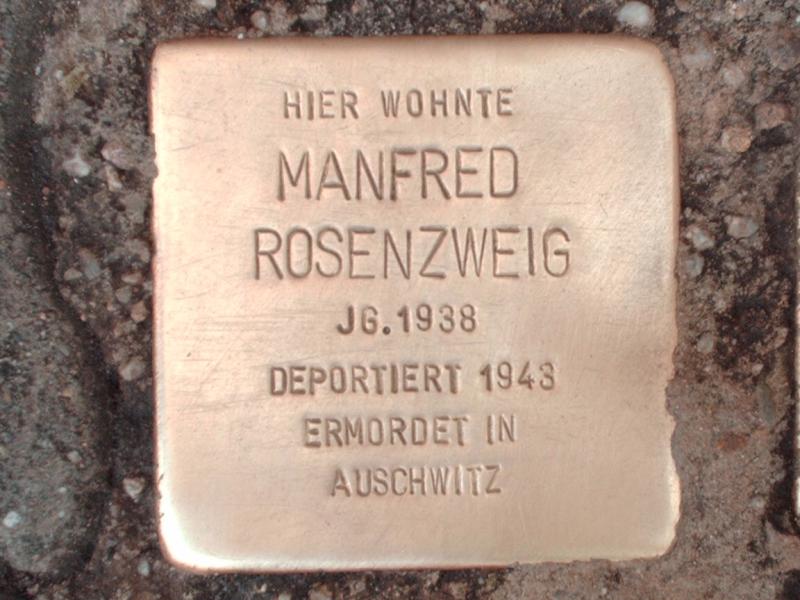 HIER WOHNTE
MANFRED
ROSENZWEIG
JG.1938
DEPORTIERT 1943
ERMORDET IN
AUSCHWITZ